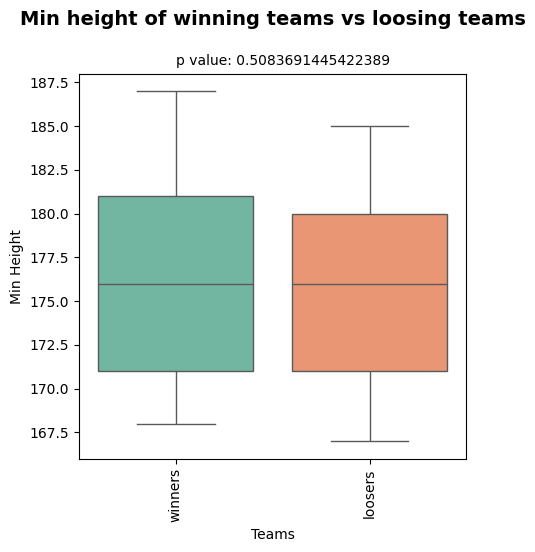 Min height of winning teams vs loosing teams
p value: 0.5083691445422389
187.5
185.0
182.5
180.0
177.5
175.0
172.5
170.0
167.5
Min Height
winners
loosers
Teams